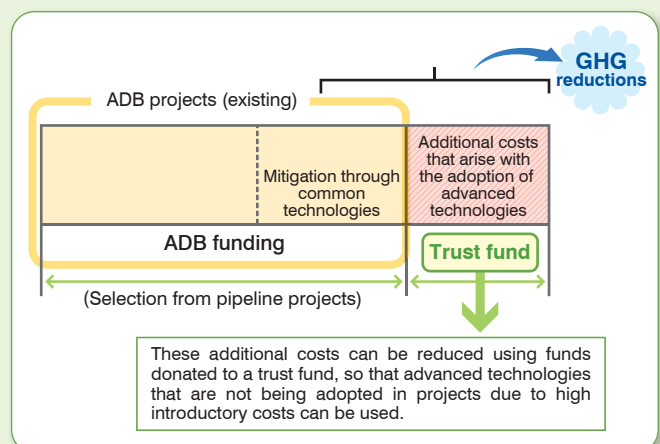 GHG
reductions
ADB projects (existing)
Mitigation through
common
technologies
Additional costs
that arise with
the adoption of
advanced
technologies
ADB funding
Trust fund
(Selection from pipeline projects)
These additional costs can be reduced using funds
donated to a trust fund, so that advanced technologies
that are not being adopted in projects due to high
introductory costs can be used.